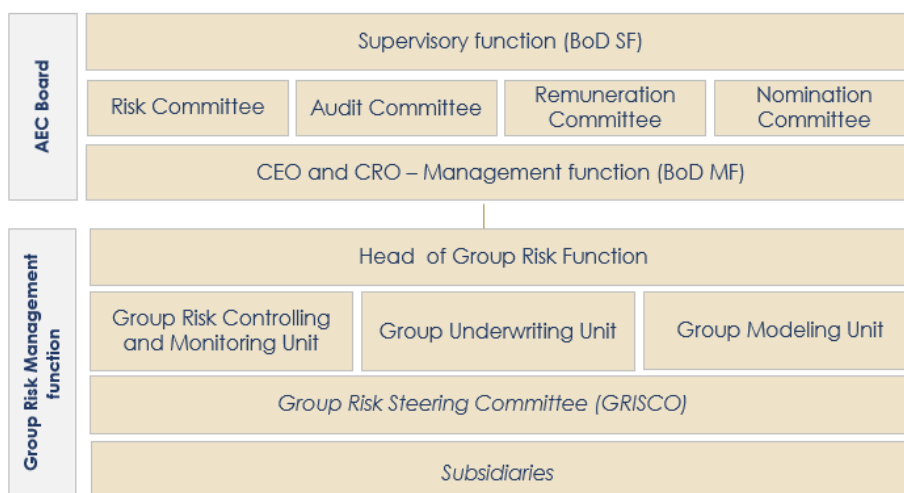 AEC Board
Supervisory function (BoD SF)
Risk Committee
Audit Committee
Remuneration
Committee
Nomination
Committee
CEO and CRO – Management function (BoD MF)
Group Risk Management
function
Head of Group Risk Function
Group Risk Controlling
and Monitoring Unit
Group Underwriting Unit
Group Modeling Unit
Group Risk Steering Committee (GRISCO)
Subsidiaries